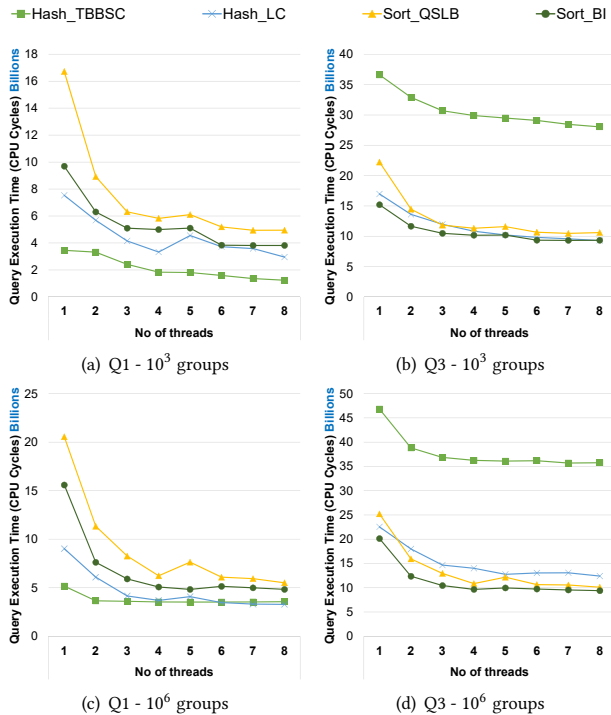 Hash_TBBSC Hash_LC Sort_QSLB Sort_BI
Query Execution Time (CPU Cycles) Billions
18
16
14
12
10
8
6
4
2
0
1 2 3 4 5 6 7 8
No of threads
(a) Q1 - 10³ groups
Query Execution Time (CPU Cycles) Billions
40
35
30
25
20
15
10
5
0
1 2 3 4 5 6 7 8
No of threads
(b) Q3 - 10³ groups
Query Execution Time (CPU Cycles) Billions
25
20
15
10
5
0
1 2 3 4 5 6 7 8
No of threads
(c) Q1 - 10⁶ groups
Query Execution Time (CPU Cycles) Billions
50
45
40
35
30
25
20
15
10
5
0
1 2 3 4 5 6 7 8
No of threads
(d) Q3 - 10⁶ groups